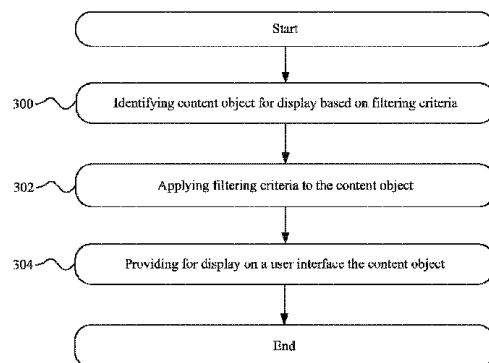 Start
300 Identifying content object for display based on filtering criteria
302 Applying filtering criteria to the content object
304 Providing for display on a user interface the content object
End